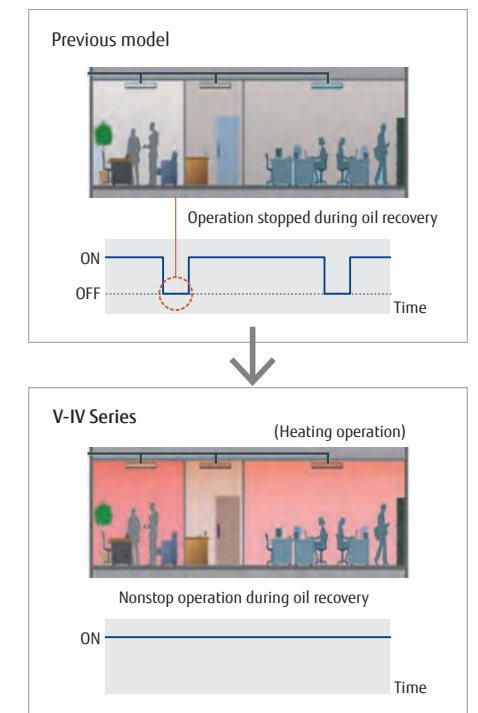 Previous model
Operation stopped during oil recovery
ON
OFF
Time
V-IV Series
(Heating operation)
Nonstop operation during oil recovery
ON
Time